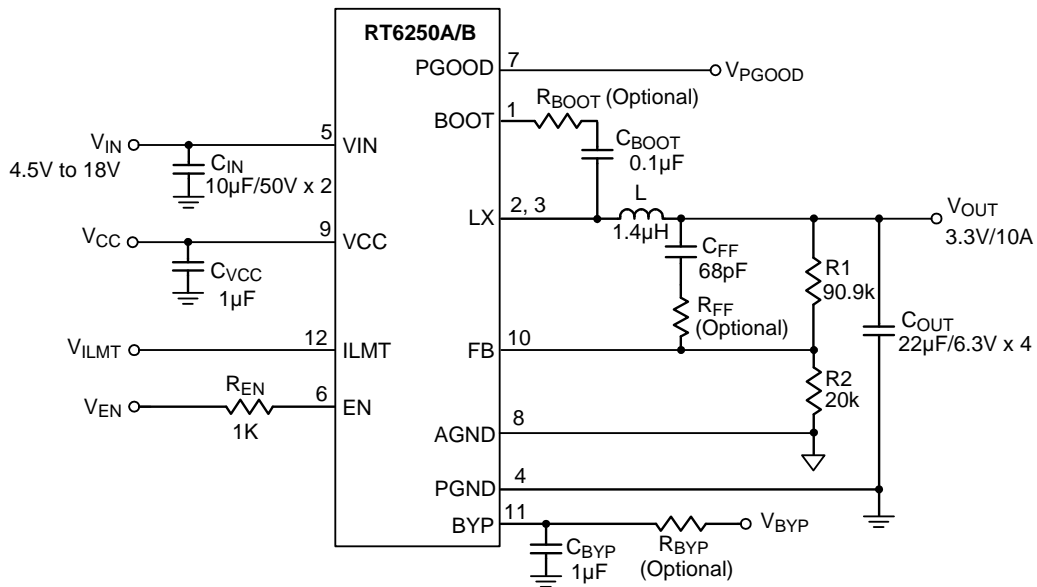 RT6250A/B
PGOOD
7
VPGOOD
RBOOT (Optional)
BOOT
1
CBOOT
0.1µF
VIN
4.5V to 18V
5
VIN
CIN
10µF/50V x 2
LX
2, 3
L
1.4µH
VOUT
3.3V/10A
VCC
9
VCC
CVCC
1µF
CFF
68pF
R1
90.9k
RFF
(Optional)
COUT
22µF/6.3V x 4
VILMT
12
ILMT
FB
10
R2
20k
VEN
REN
1K
6
EN
AGND
8
PGND
4
BYP
11
VBYP
CBYP
1µF
RBYP
(Optional)